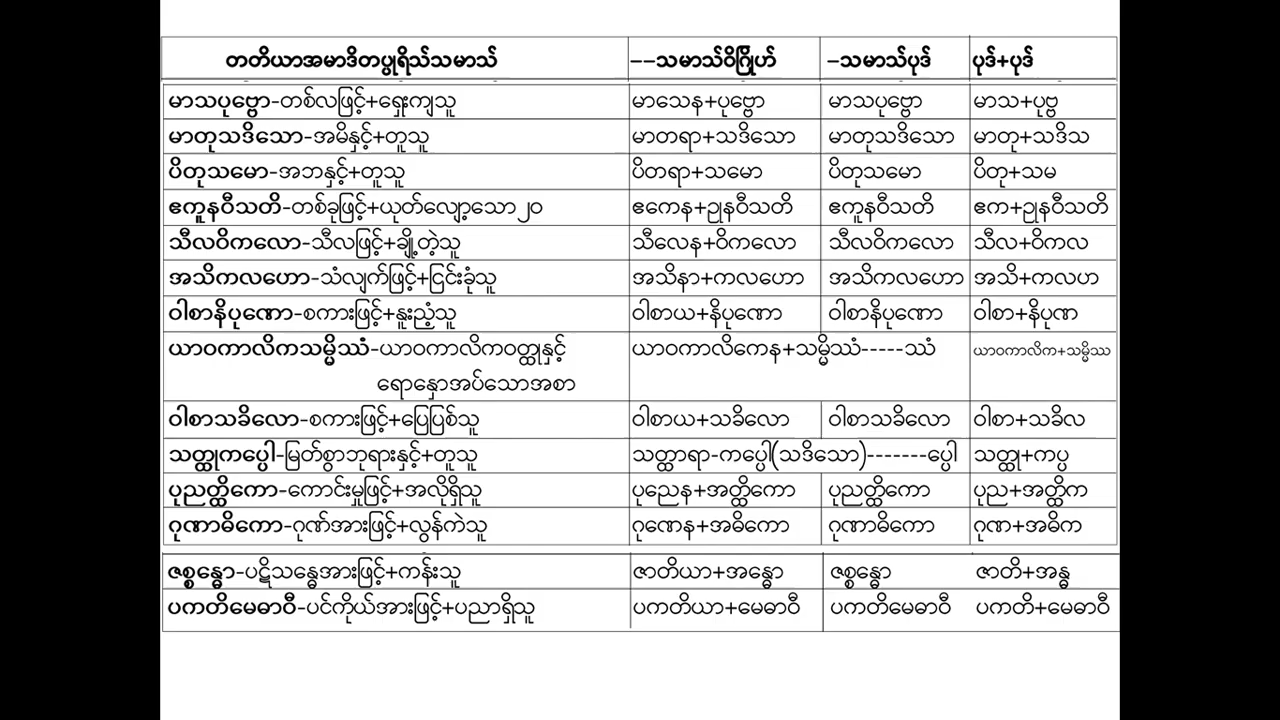 တတိယာအမာဒိတပ္ပုရိသ်သမာသ် --သမာသ်ဝိဂြိုဟ် -သမာသ်ပုဒ် ပုဒ်+ပုဒ်
မာသပုဗ္ဗော-တစ်လဖြင့်+ရှေးကျသူ မာသေန+ပုဗ္ဗော မာသပုဗ္ဗော မာသ+ပုဗ္ဗ
မာတုသဒိသော-အမိနှင့်+တူသူ မာတရာ+သဒိသော မာတုသဒိသော မာတု+သဒိသ
ပိတုသမော-အဘနှင့်+တူသူ ပိတရာ+သမော ပိတုသမော ပိတု+သမ
ဧကူနဝီသတိ-တစ်ခုဖြင့်+ယုတ်လျော့သော၂၀ ဧကေန+ဥုနဝီသတိ ဧကူနဝီသတိ ဧက+ဥုနဝီသတိ
သီလဝိကလော-သီလဖြင့်+ချို့တဲ့သူ သီလေန+ဝိကလော သီလဝိကလော သီလ+ဝိကလ
အသိကလဟော-သံလျက်ဖြင့်+ငြင်းခုံသူ အသိနာ+ကလဟော အသိကလဟော အသိ+ကလဟ
ဝါစာနိပုဏော-စကားဖြင့်+နူးညံ့သူ ဝါစာယ+နိပုဏော ဝါစာနိပုဏော ဝါစာ+နိပုဏ
ယာဝကာလိကသမ္မိဿံ-ယာဝကာလိကဝတ္ထုနှင့် ယာဝကာလိကေန+သမ္မိဿံ-----ဿံ ယာဝကာလိက+သမ္မိဿ
ရောနှောအပ်သောအစာ
ဝါစာသခိလော-စကားဖြင့်+ပြေပြစ်သူ ဝါစာယ+သခိလော ဝါစာသခိလော ဝါစာ+သခိလ
သတ္ထုကပ္ပေါ-မြတ်စွာဘုရားနှင့်+တူသူ သတ္ထာရာ-ကပ္ပေါ(သဒိသော)-------ပ္ပေါ သတ္ထု+ကပ္ပ
ပုညတ္ထိကော-ကောင်းမှုဖြင့်+အလိုရှိသူ ပုညေန+အတ္ထိကော ပုညတ္ထိကော ပုည+အတ္ထိက
ဂုဏာဓိကော-ဂုဏ်အားဖြင့်+လွန်ကဲသူ ဂုဏေန+အဓိကော ဂုဏာဓိကော ဂုဏ+အဓိက
ဇစ္စန္ဓော-ပဋိသန္ဓေအားဖြင့်+ကန်းသူ ဇာတိယာ+အန္ဓော ဇစ္စန္ဓော ဇာတိ+အန္ဓ
ပကတိမေဓာဝီ-ပင်ကိုယ်အားဖြင့်+ပညာရှိသူ ပကတိယာ+မေဓာဝီ ပကတိမေဓာဝီ ပကတိ+မေဓာဝီ